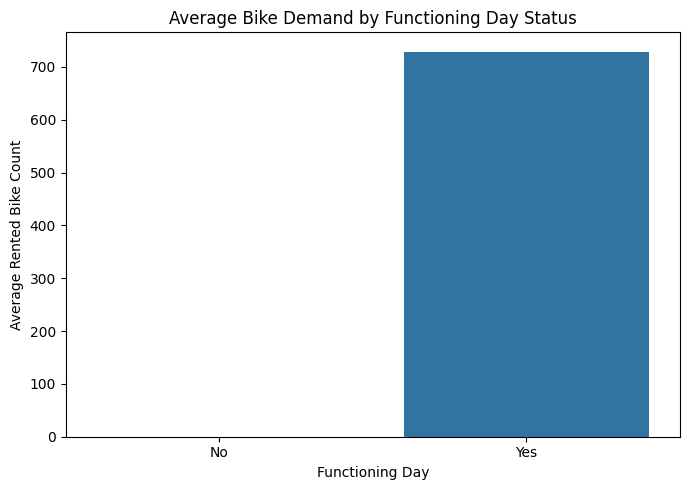 Average Bike Demand by Functioning Day Status
Average Rented Bike Count
700
600
500
400
300
200
100
0
No
Yes
Functioning Day